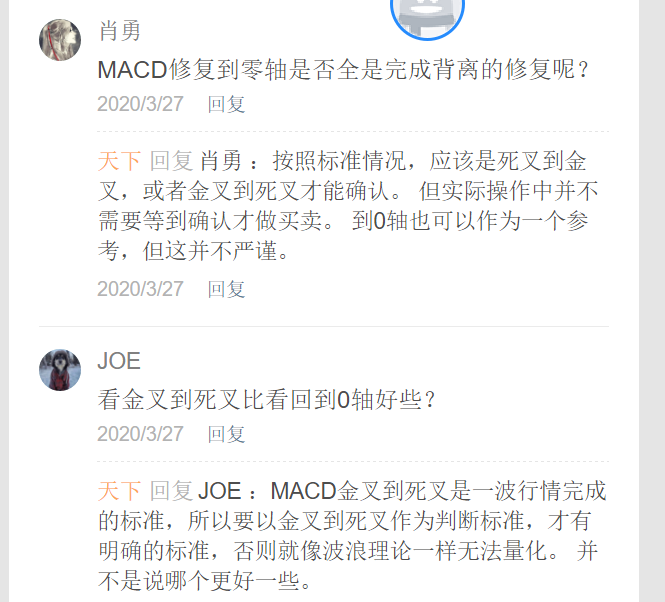 肖勇
MACD修复到零轴是否全是完成背离的修复呢？
2020/3/27 回复
天下 回复 肖勇 ：按照标准情况，应该是死叉到金
叉，或者金叉到死叉才能确认。 但实际操作中并不
需要等到确认才做买卖。 到0轴也可以作为一个参
考，但这并不严谨。
2020/3/27 回复
JOE
看金叉到死叉比看回到0轴好些？
2020/3/27 回复
天下 回复 JOE ：MACD金叉到死叉是一波行情完成
的标准，所以要以金叉到死叉作为判断标准，才有
明确的标准，否则就像波浪理论一样无法量化。 并
不是说哪个更好一些。